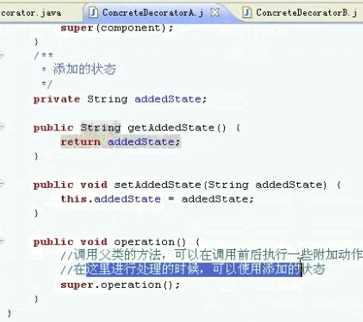 corator.java
ConcreteDecoratorA.j
ConcreteDecoratorB.j
super(component);
}
/**
* 添加的状态
*/
private String addedState;
public String getAddedState() {
return addedState;
}
public void setAddedState(String addedState) {
this.addedState = addedState;
}
public void operation() {
//调用父类的方法，可以在调用前后执行一些附加动作
//在这里进行处理的时候，可以使用添加的状态
super.operation();
}
}